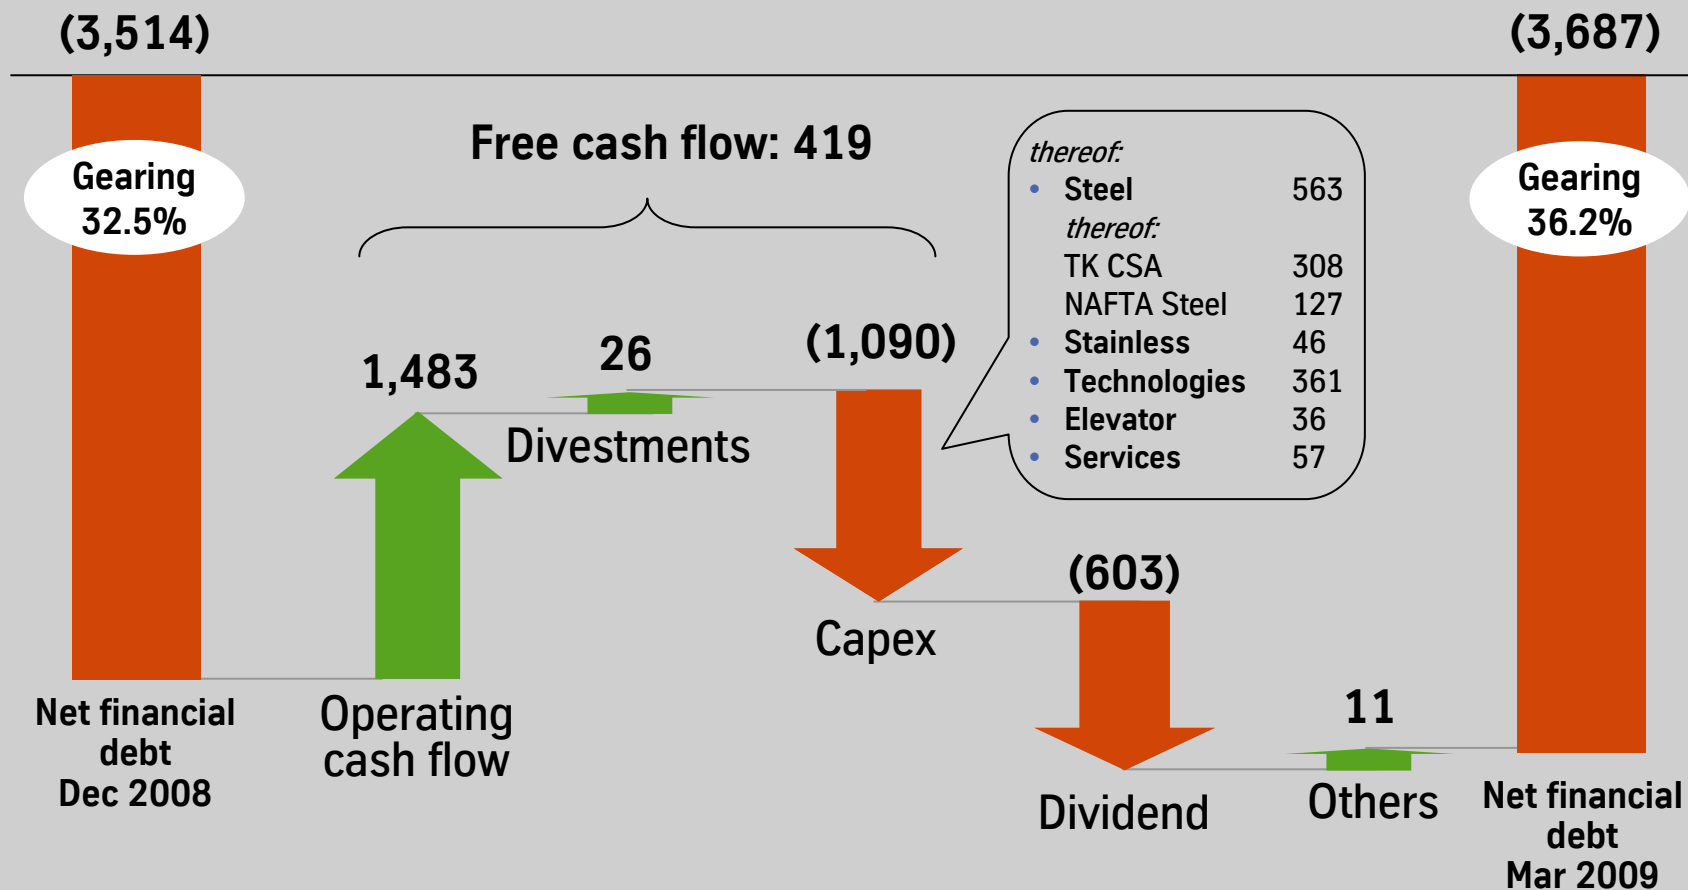 (3,514)
(3,687)
Free cash flow: 419
Gearing
32.5%
thereof:
• Steel 563
thereof:
TK CSA 308
NAFTA Steel 127
• Stainless 46
• Technologies 361
• Elevator 36
• Services 57
Gearing
36.2%
1,483
26
(1,090)
Divestments
(603)
Capex
11
Net financial
debt
Dec 2008
Operating
cash flow
Dividend
Others
Net financial
debt
Mar 2009